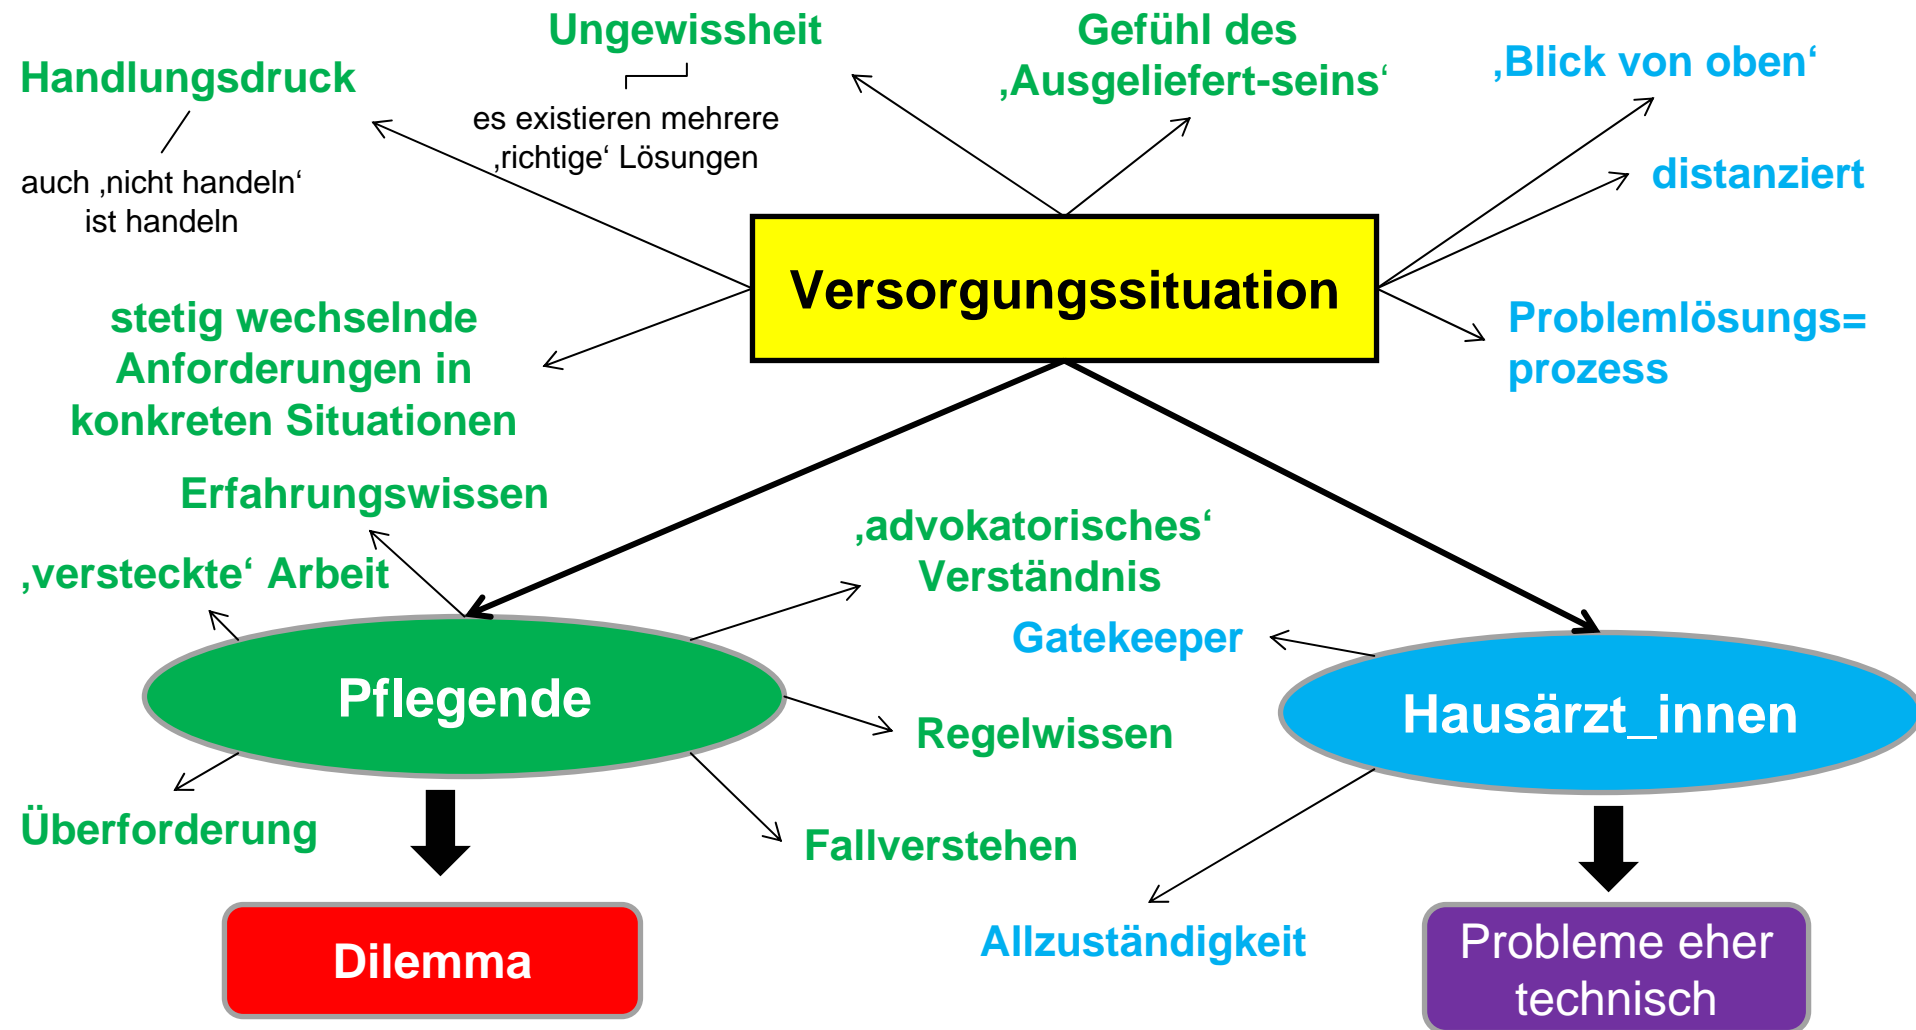 Handlungsdruck
auch ‚nicht handeln‘
ist handeln
Ungewissheit
es existieren mehrere
‚richtige‘ Lösungen
Gefühl des
‚Ausgeliefert-seins‘
‚Blick von oben‘
distanziert
Problemlösungs=
prozess
Versorgungssituation
stetig wechselnde
Anforderungen in
konkreten Situationen
Erfahrungswissen
‚versteckte‘ Arbeit
‚advokatorisches‘
Verständnis
Gatekeeper
Pflegende
Hausärzt_innen
Regelwissen
Überforderung
Fallverstehen
Allzuständigkeit
Dilemma
Probleme eher
technisch